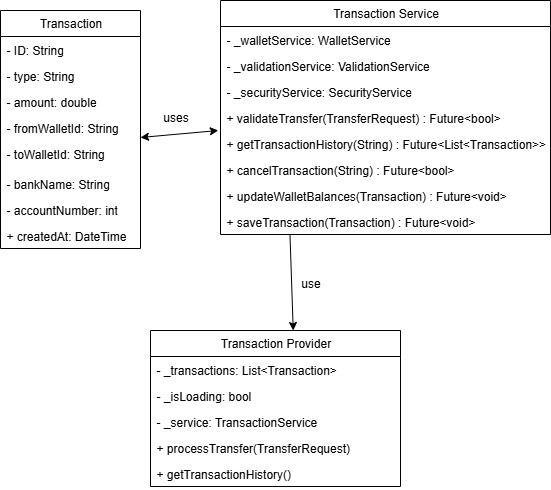 Transaction
- ID: String
- type: String
- amount: double
- fromWalletId: String
- toWalletId: String
- bankName: String
- accountNumber: int
+ createdAt: DateTime
uses
Transaction Service
- _walletService: WalletService
- _validationService: ValidationService
- _securityService: SecurityService
+ validateTransfer(TransferRequest) : Future<bool>
+ getTransactionHistory(String) : Future<List<Transaction>>
+ cancelTransaction(String) : Future<bool>
+ updateWalletBalances(Transaction) : Future<void>
+ saveTransaction(Transaction) : Future<void>
use
Transaction Provider
- _transactions: List<Transaction>
- _isLoading: bool
- _service: TransactionService
+ processTransfer(TransferRequest)
+ getTransactionHistory()